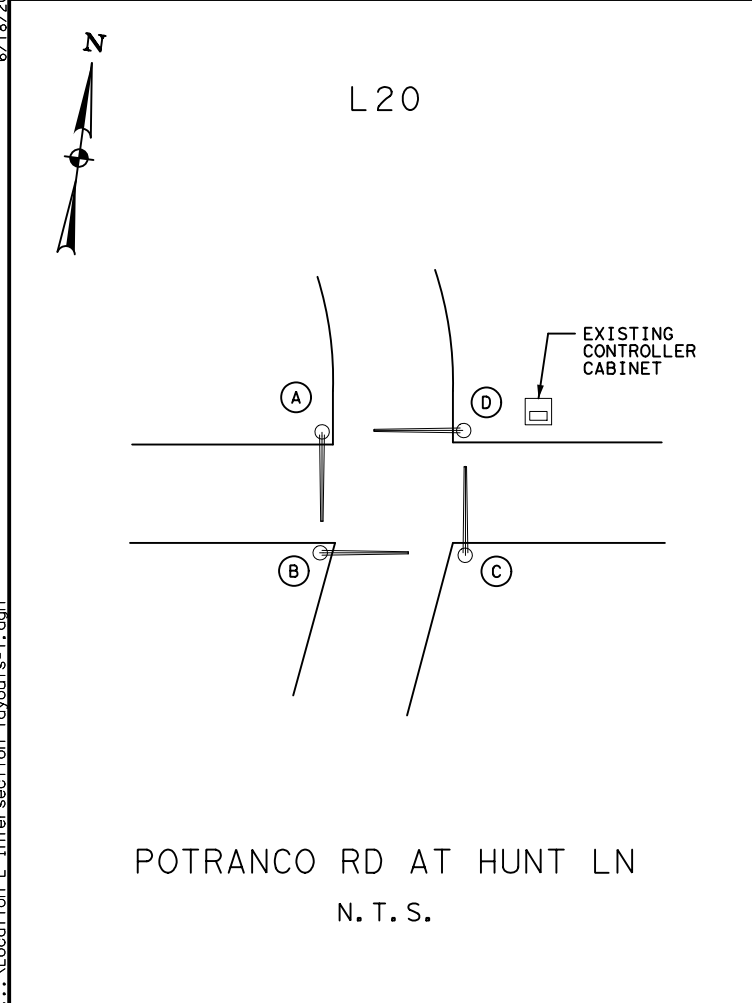 N
L20
EXISTING
CONTROLLER
CABINET
A
D
B
C
POTRANCO RD AT HUNT LN
N.T.S.